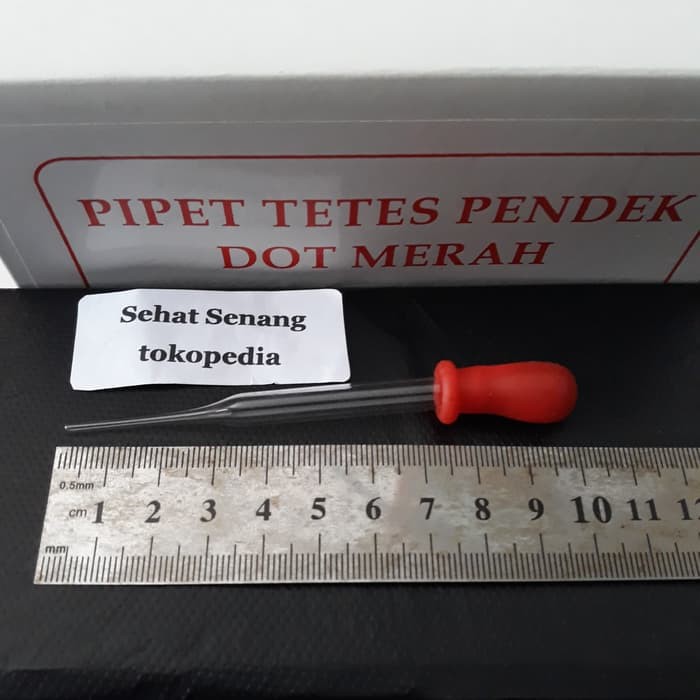 PIPET TETES PENDEK
DOT MERAH
Sehat Senang
tokopedia
0.5mm
cm 1 2 3 4 5 6 7 8 9 10 11
mm